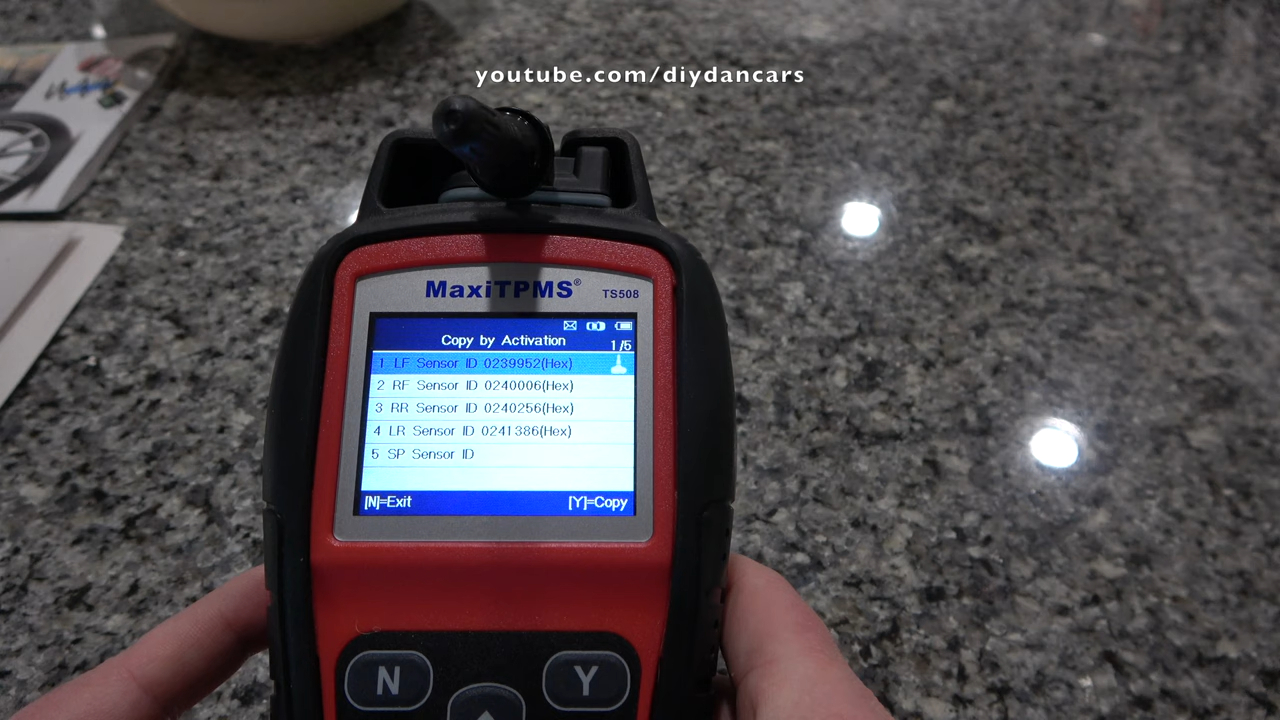 youtube.com/diydancars
MaxiTPMS®
TS508
Copy by Activation
1/5
1 LF Sensor ID 0239952(Hex)
2 RF Sensor ID 0240006(Hex)
3 RR Sensor ID 0240256(Hex)
4 LR Sensor ID 0241386(Hex)
5 SP Sensor ID
[N]=Exit [Y]=Copy
N Y